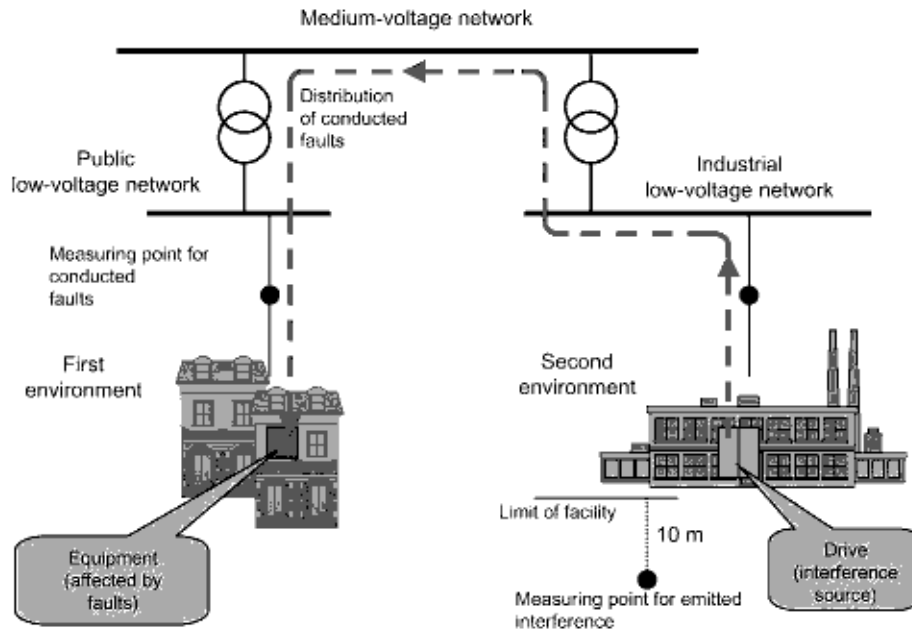 Medium-voltage network
Distribution
of conducted
faults
Public
low-voltage network
Industrial
low-voltage network
Measuring point for
conducted
faults
First
environment
Second
environment
Limit of facility
10 m
Equipment
(affected by
faults)
Drive
(interference
source)
Measuring point for emitted
interference